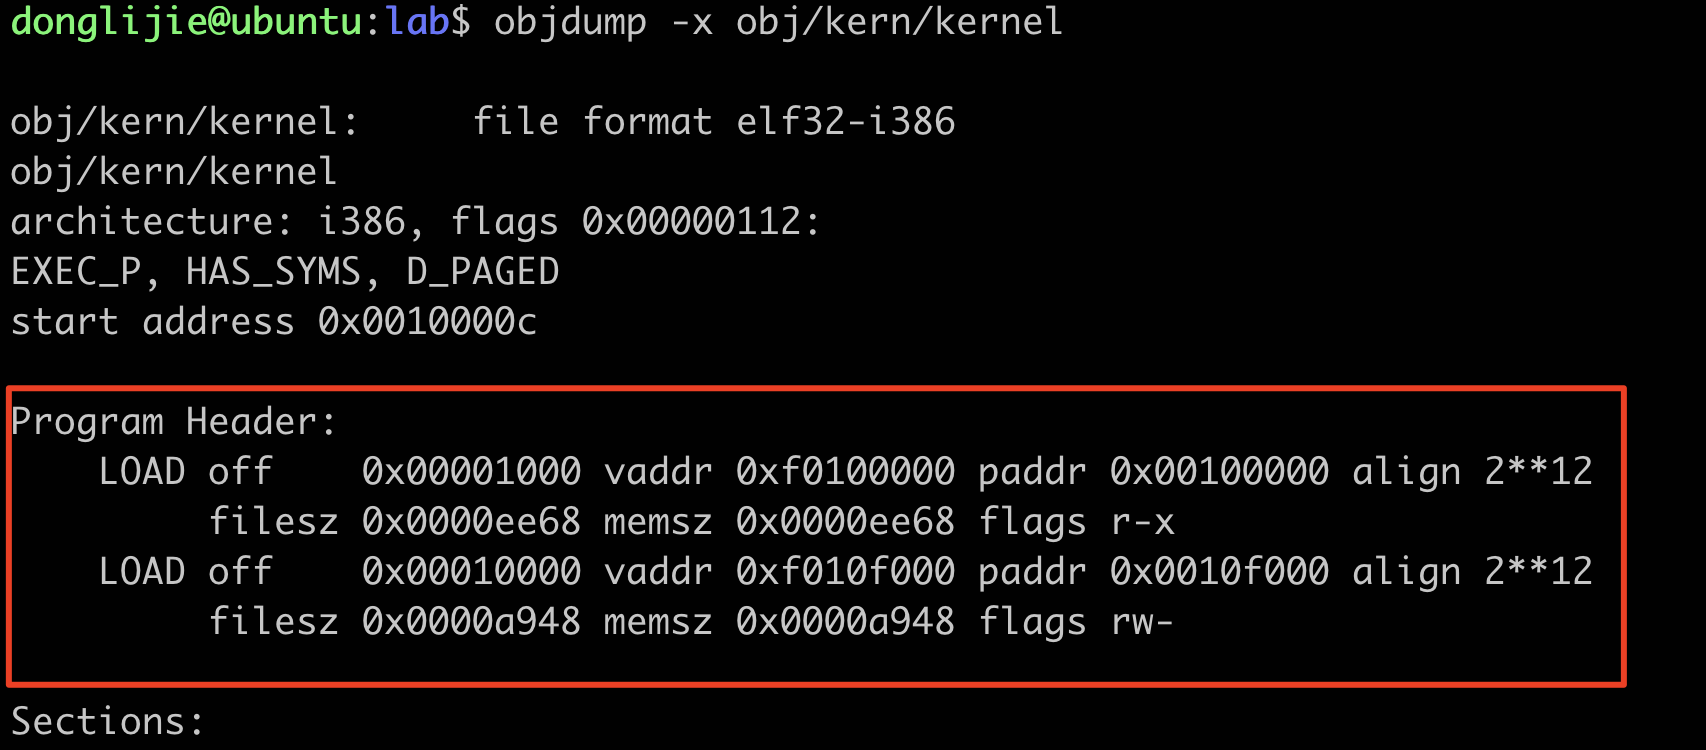 donglijie@ubuntu:lab$ objdump -x obj/kern/kernel
obj/kern/kernel:     file format elf32-i386
obj/kern/kernel
architecture: i386, flags 0x00000112:
EXEC_P, HAS_SYMS, D_PAGED
start address 0x0010000c
Program Header:
    LOAD off    0x00001000 vaddr 0xf0100000 paddr 0x00100000 align 2**12
         filesz 0x0000ee68 memsz 0x0000ee68 flags r-x
    LOAD off    0x00010000 vaddr 0xf010f000 paddr 0x0010f000 align 2**12
         filesz 0x0000a948 memsz 0x0000a948 flags rw-
Sections: